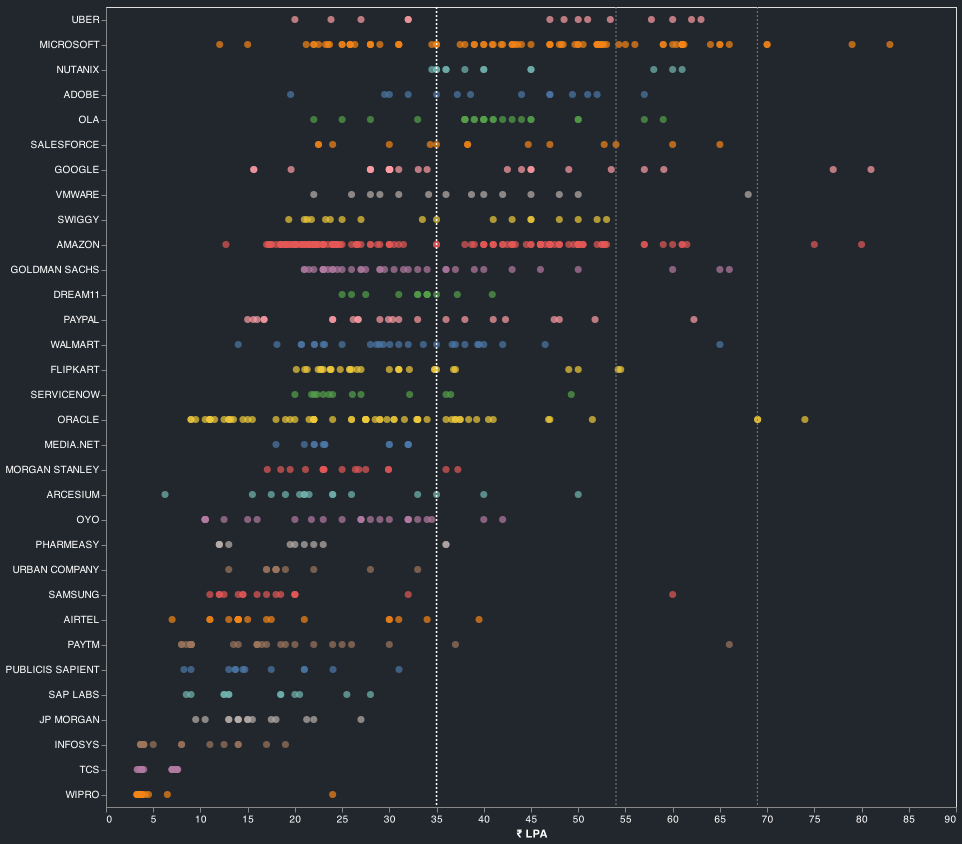 UBER
MICROSOFT
NUTANIX
ADOBE
OLA
SALESFORCE
GOOGLE
VMWARE
SWIGGY
AMAZON
GOLDMAN SACHS
DREAM11
PAYPAL
WALMART
FLIPKART
SERVICENOW
ORACLE
MEDIA.NET
MORGAN STANLEY
ARCESIUM
OYO
PHARMEASY
URBAN COMPANY
SAMSUNG
AIRTEL
PAYTM
PUBLICIS SAPIENT
SAP LABS
JP MORGAN
INFOSYS
TCS
WIPRO
0 5 10 15 20 25 30 35 40 45 50 55 60 65 70 75 80 85 90
₹ LPA